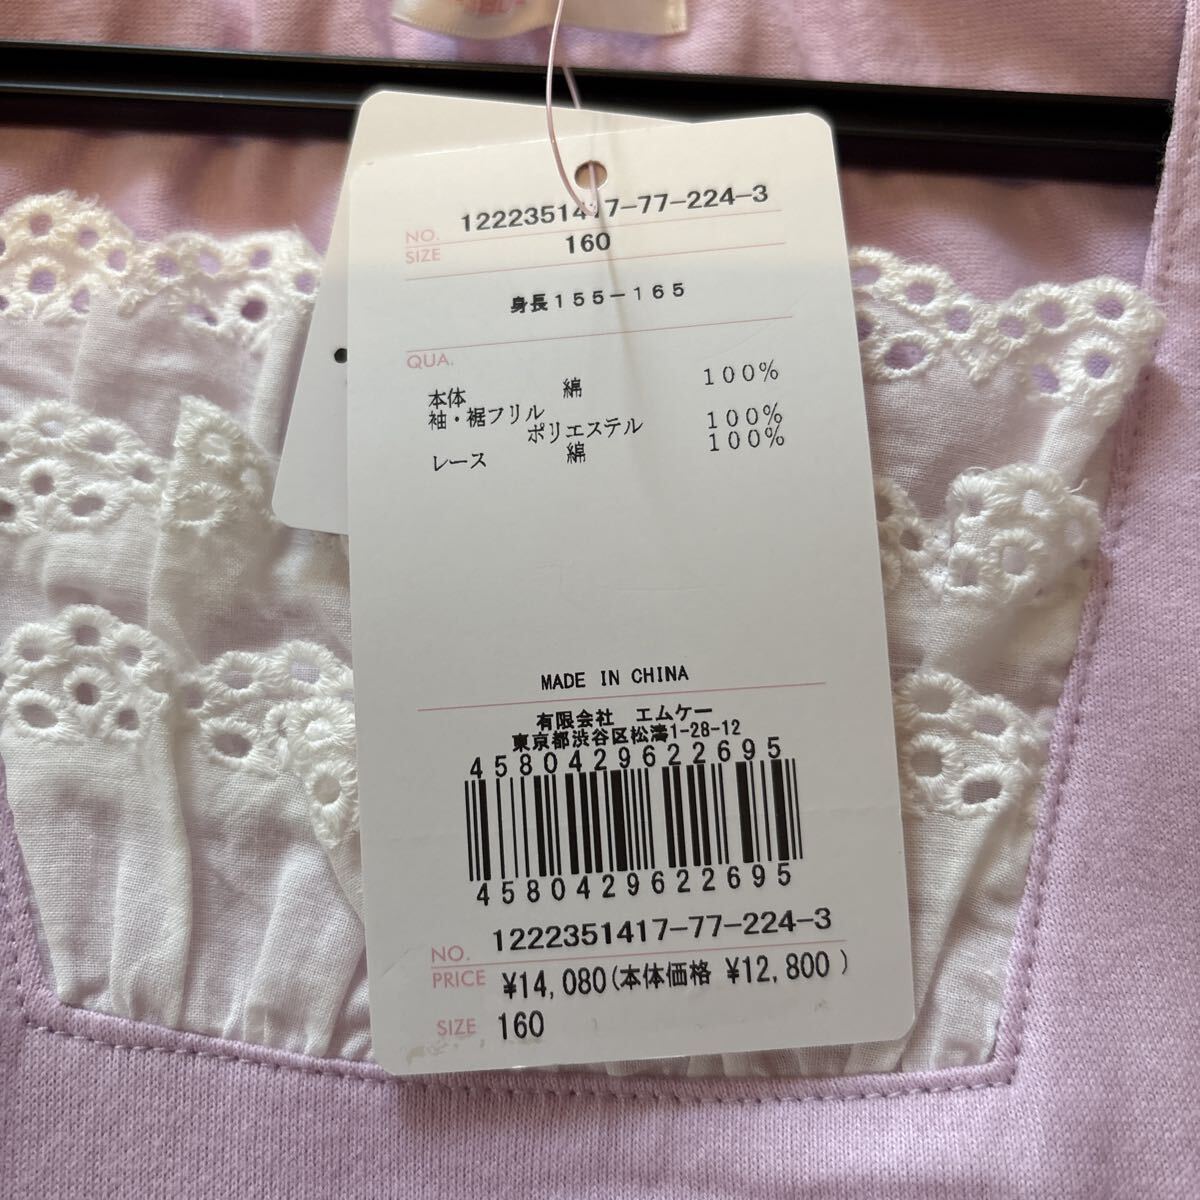 NO. 1222351417-77-224-3
SIZE 160
身長155-165
QUA.
本体 綿 100%
袖・裾フリル
ポリエステル 100%
レース 綿 100%
MADE IN CHINA
有限会社 エムケー
東京都渋谷区松濤1-28-12
4580429622695
4580429622695
NO. 1222351417-77-224-3
PRICE ¥14,080(本体価格 ¥12,800 )
SIZE 160